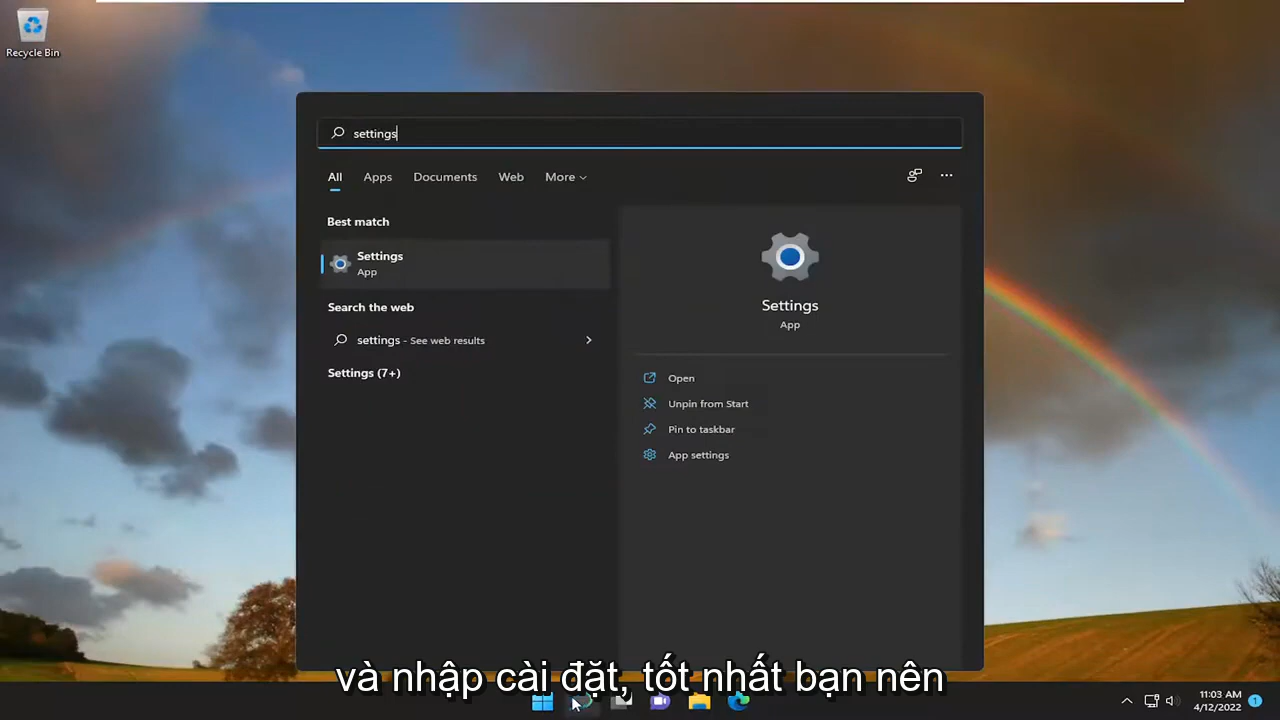 Recycle Bin
settings
All Apps Documents Web More
Best match
Settings
App
Search the web
settings - See web results
Settings (7+)
Settings
App
Open
Unpin from Start
Pin to taskbar
App settings
và nhập cài đặt, tốt nhất bạn nên
11:03 AM
4/12/2022
1